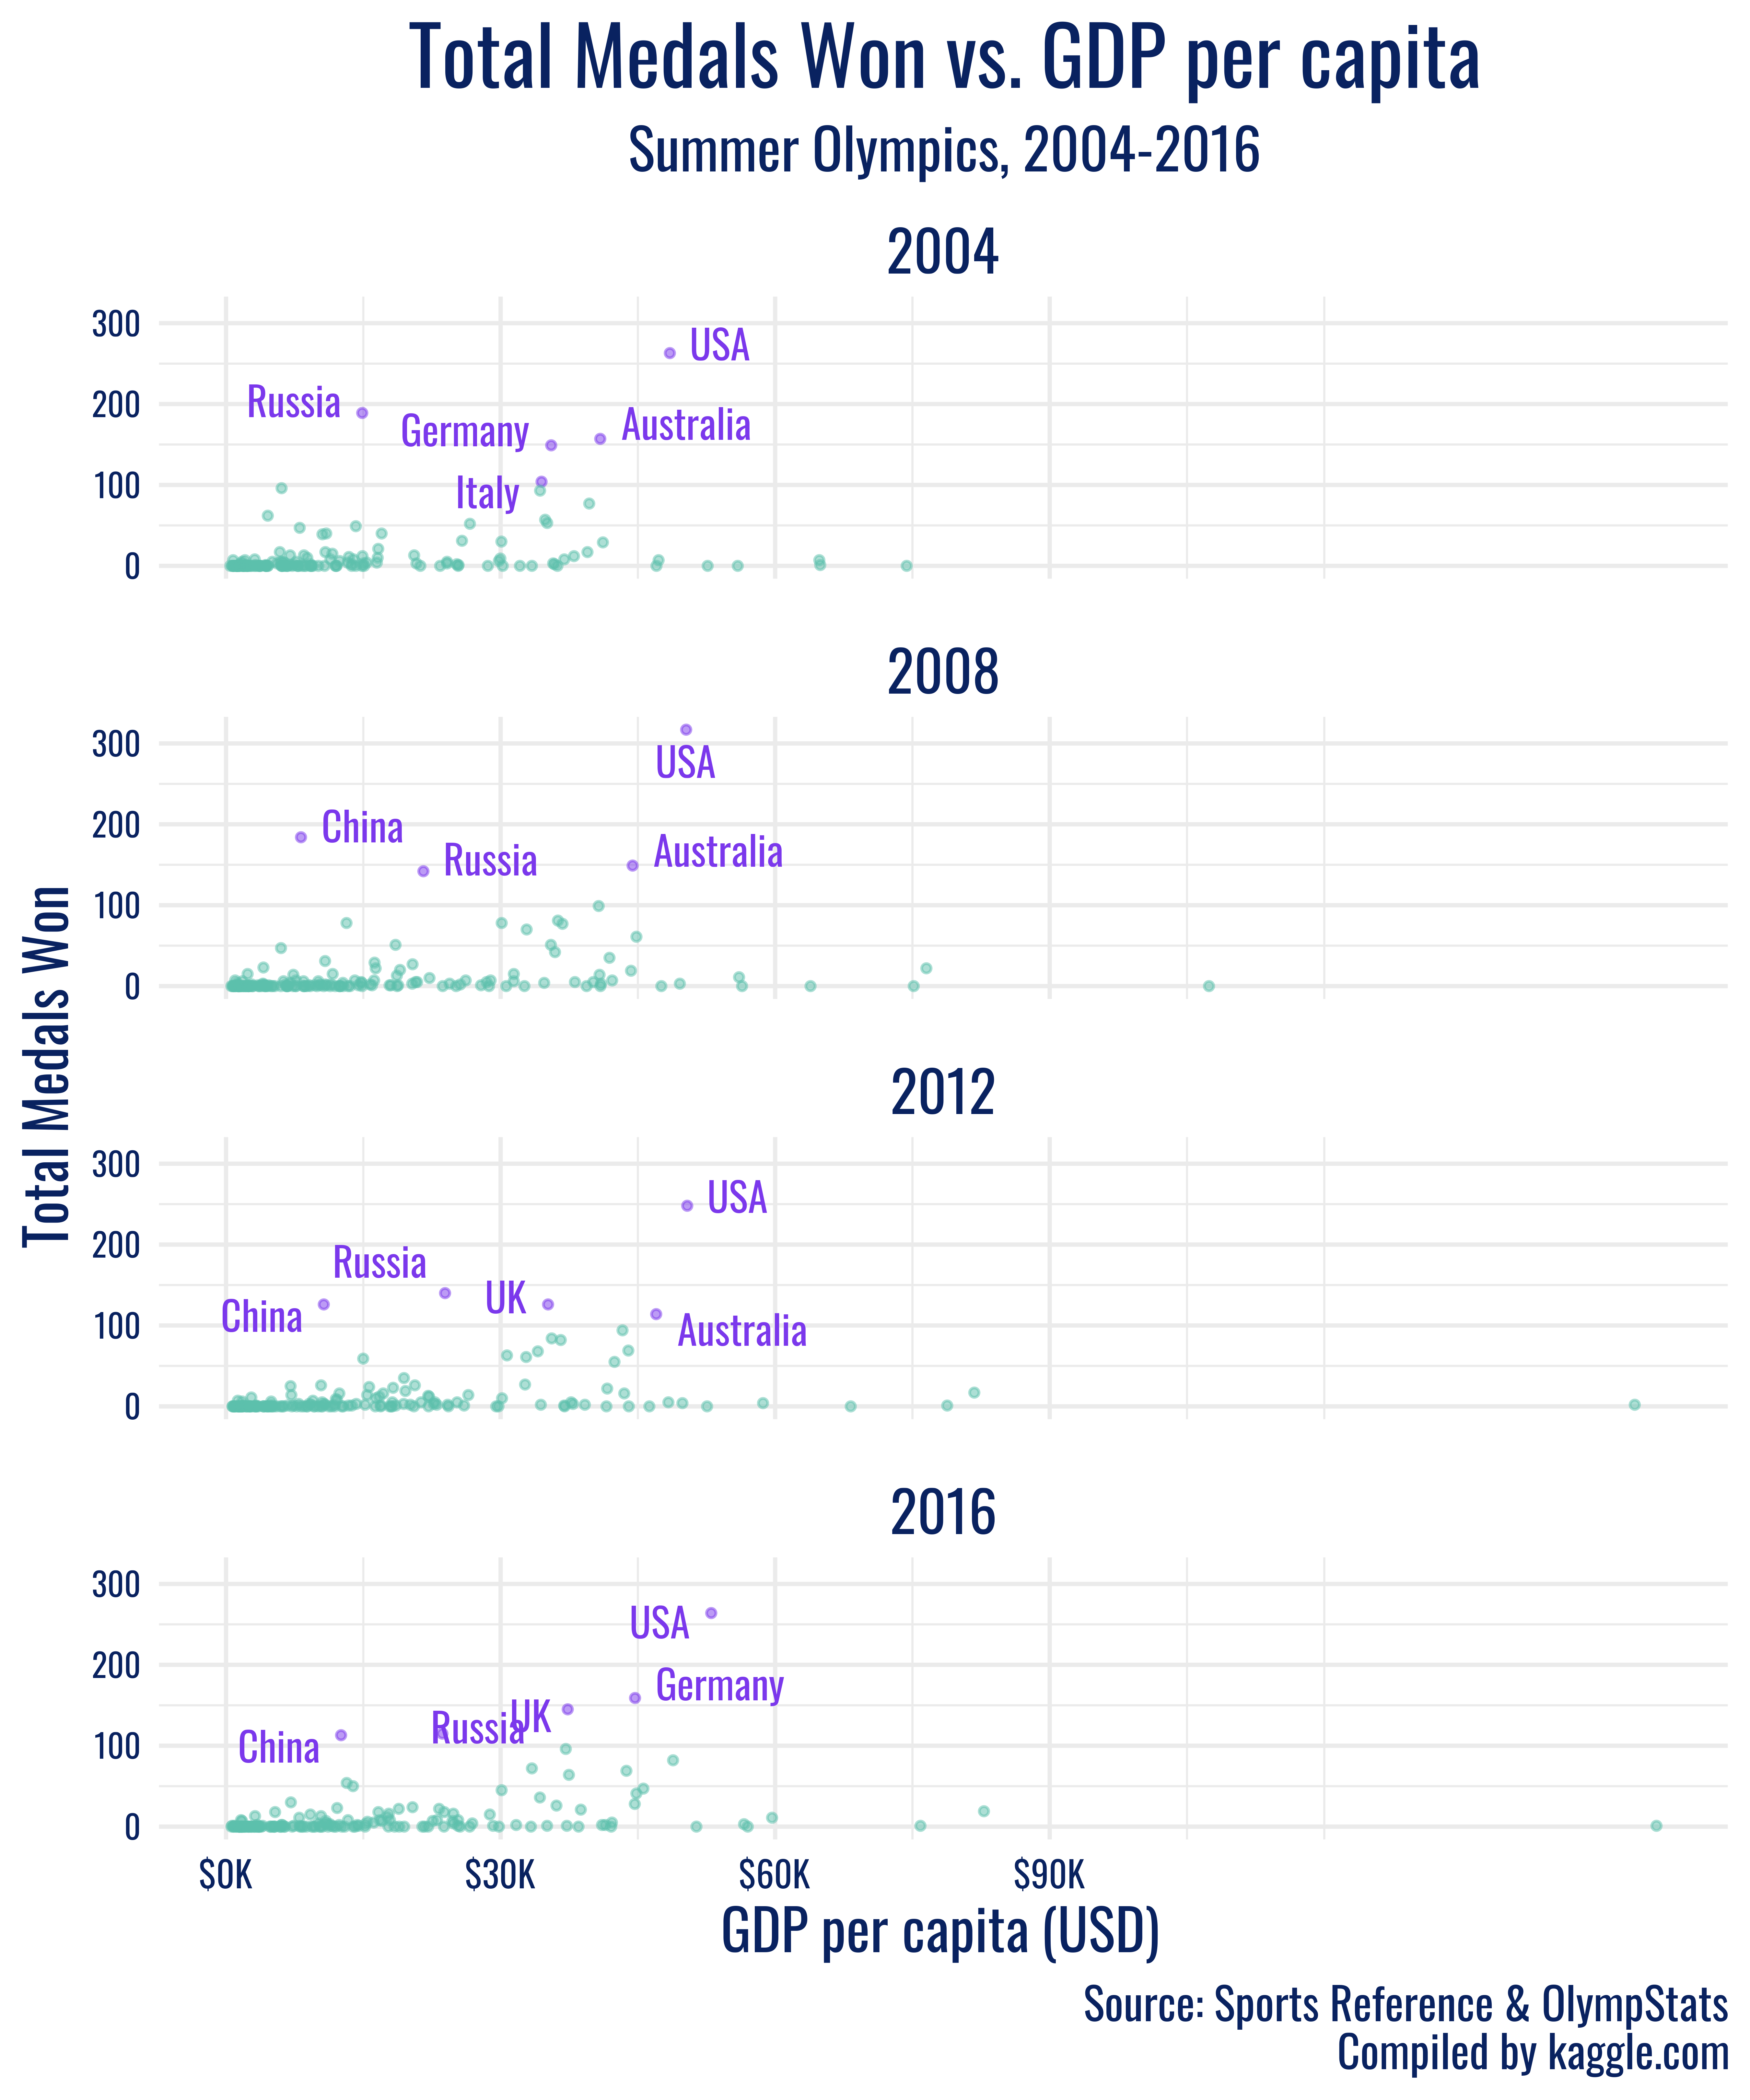 Total Medals Won vs. GDP per capita
Summer Olympics, 2004-2016
Total Medals Won
2004
300
200
100
0
USA
Russia
Germany
Australia
Italy
2008
300
200
100
0
USA
China
Russia
Australia
2012
300
200
100
0
USA
Russia
UK
China
Australia
2016
300
200
100
0
USA
Germany
UK
Russia
China
$0K
$30K
$60K
$90K
GDP per capita (USD)
Source: Sports Reference & OlympStats
Compiled by kaggle.com